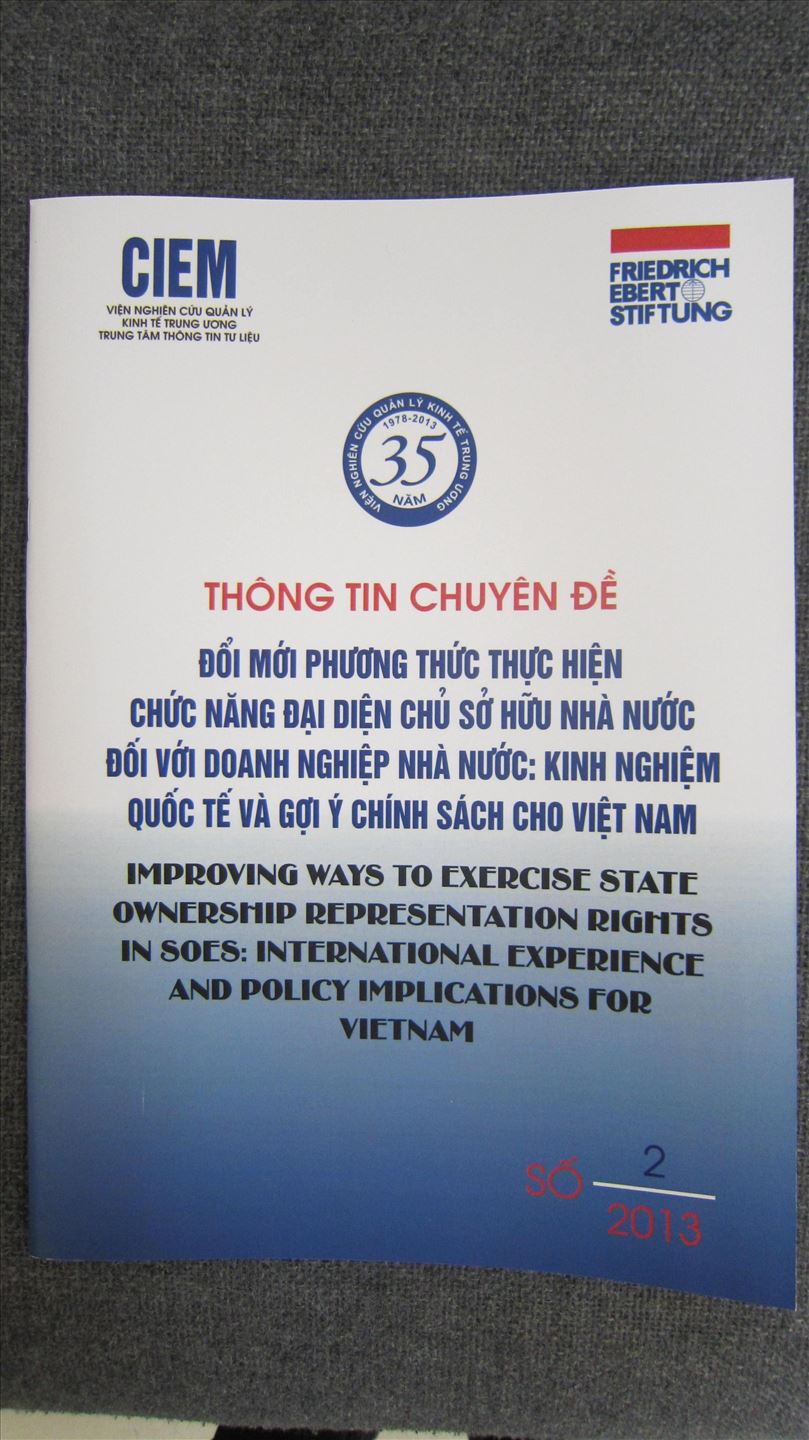 CIEM
VIỆN NGHIÊN CỨU QUẢN LÝ
KINH TẾ TRUNG ƯƠNG
TRUNG TÂM THÔNG TIN TƯ LIỆU
FRIEDRICH
EBERT
STIFTUNG
VIỆN NGHIÊN CỨU QUẢN LÝ KINH TẾ TRUNG ƯƠNG
1978-2013
35
NĂM
THÔNG TIN CHUYÊN ĐỀ
ĐỔI MỚI PHƯƠNG THỨC THỰC HIỆN
CHỨC NĂNG ĐẠI DIỆN CHỦ SỞ HỮU NHÀ NƯỚC
ĐỐI VỚI DOANH NGHIỆP NHÀ NƯỚC: KINH NGHIỆM
QUỐC TẾ VÀ GỢI Ý CHÍNH SÁCH CHO VIỆT NAM
IMPROVING WAYS TO EXERCISE STATE
OWNERSHIP REPRESENTATION RIGHTS
IN SOES: INTERNATIONAL EXPERIENCE
AND POLICY IMPLICATIONS FOR
VIETNAM
SỐ 2
2013